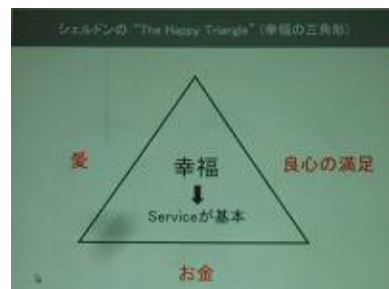 シェルドンの "The Happy Triangle" (幸福の三角形)
愛
幸福
良心の満足
Serviceが基本
お金